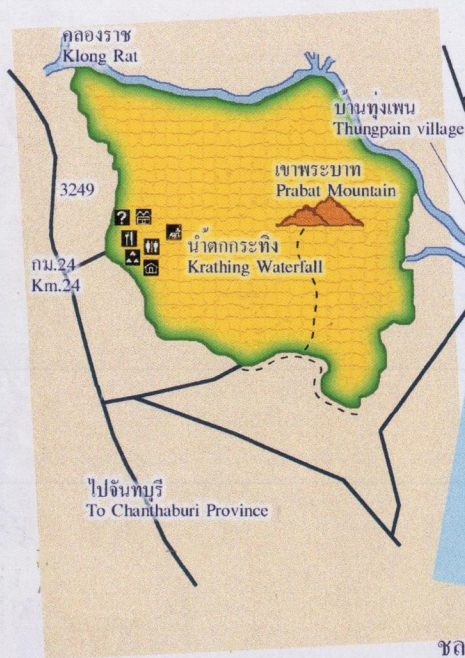 คลองราช
Klong Rat
บ้านทุ่งเพน
Thungpain village
เขาพระบาท
Prabat Mountain
3249
?
น้ำตกกระทิง
Krathing Waterfall
กม.24
Km.24
ไปจันทบุรี
To Chanthaburi Province
ชล